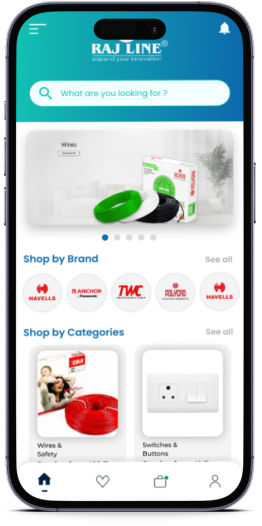 RAJ LINE®
expand your innovation
What are you looking for ?
Wires
Shop by Brand
See all
HAVELLS
ANCHOR
by Panasonic
TWC
POLYCAB
HAVELLS
Shop by Categories
See all
GM
Wires &
Safety
Switches &
Buttons